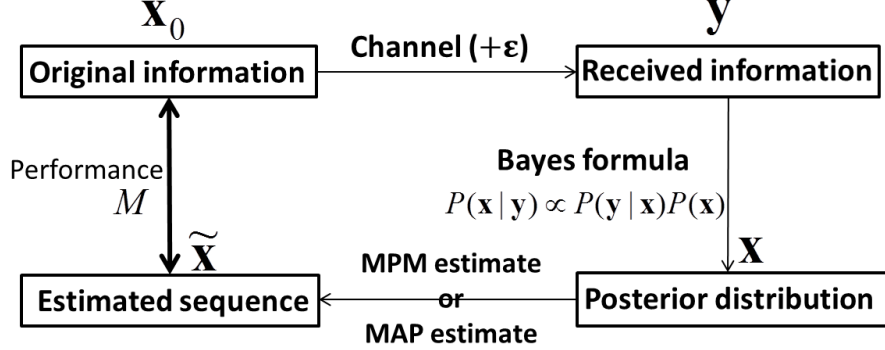 x₀
y
Original information
Channel (+ε)
Received information
Performance
M
Bayes formula
P(x | y) ∝ P(y | x)P(x)
x̃
x
Estimated sequence
MPM estimate
or
MAP estimate
Posterior distribution